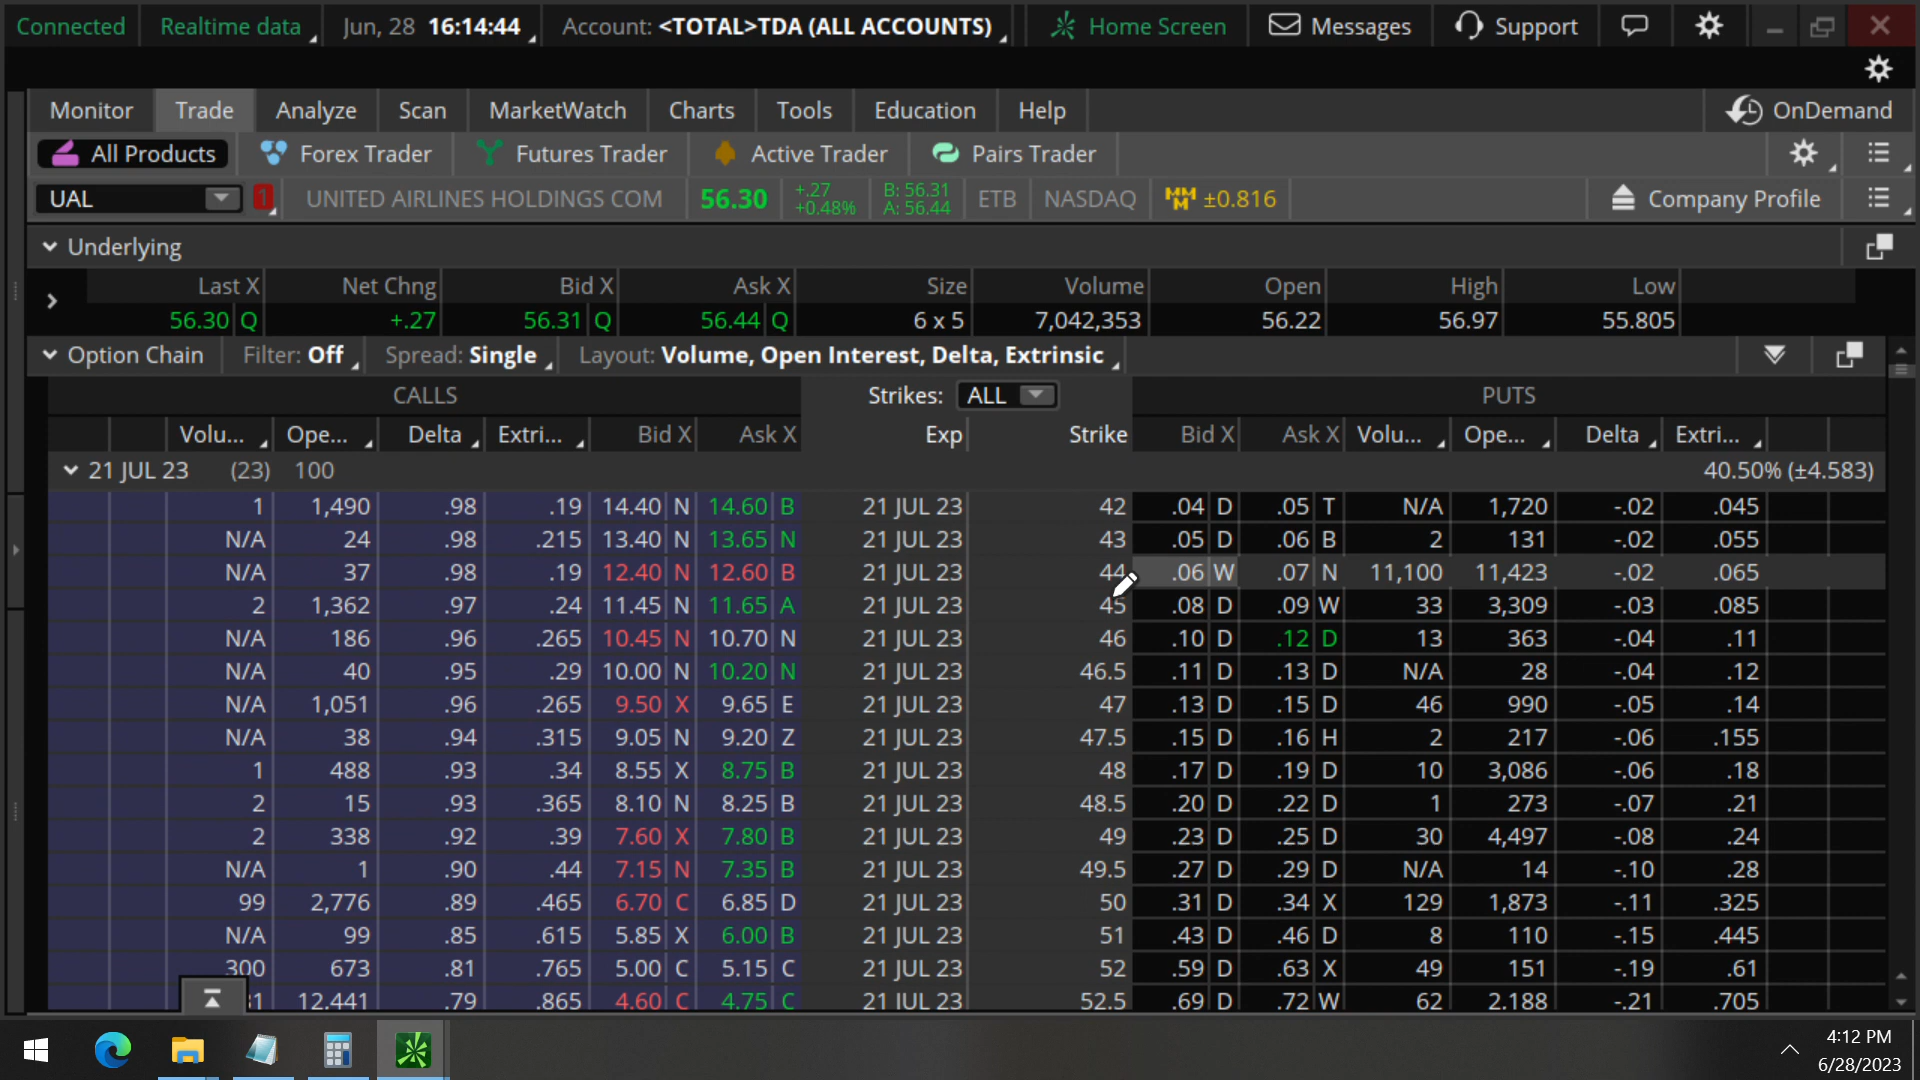 Connected Realtime data Jun, 28 16:14:44 Account: <TOTAL>TDA (ALL ACCOUNTS) Home Screen Messages Support
Monitor Trade Analyze Scan MarketWatch Charts Tools Education Help OnDemand
All Products Forex Trader Futures Trader Active Trader Pairs Trader
UAL 1 UNITED AIRLINES HOLDINGS COM 56.30 +.27 +0.48% B: 56.31 A: 56.44 ETB NASDAQ ±0.816 Company Profile
Underlying
Last X Net Chng Bid X Ask X Size Volume Open High Low
56.30 Q +.27 56.31 Q 56.44 Q 6 x 5 7,042,353 56.22 56.97 55.805
Option Chain Filter: Off Spread: Single Layout: Volume, Open Interest, Delta, Extrinsic
CALLS Strikes: ALL PUTS
Volu... Ope... Delta Extri... Bid X Ask X Exp Strike Bid X Ask X Volu... Ope... Delta Extri...
21 JUL 23 (23) 100 40.50% (±4.583)
1 1,490 .98 .19 14.40 N 14.60 B 21 JUL 23 42 .04 D .05 T N/A 1,720 -.02 .045
N/A 24 .98 .215 13.40 N 13.65 N 21 JUL 23 43 .05 D .06 B 2 131 -.02 .055
N/A 37 .98 .19 12.40 N 12.60 B 21 JUL 23 44 .06 W .07 N 11,100 11,423 -.02 .065
2 1,362 .97 .24 11.45 N 11.65 A 21 JUL 23 45 .08 D .09 W 33 3,309 -.03 .085
N/A 186 .96 .265 10.45 N 10.70 N 21 JUL 23 46 .10 D .12 D 13 363 -.04 .11
N/A 40 .95 .29 10.00 N 10.20 N 21 JUL 23 46.5 .11 D .13 D N/A 28 -.04 .12
N/A 1,051 .96 .265 9.50 X 9.65 E 21 JUL 23 47 .13 D .15 D 46 990 -.05 .14
N/A 38 .94 .315 9.05 N 9.20 Z 21 JUL 23 47.5 .15 D .16 H 2 217 -.06 .155
1 488 .93 .34 8.55 X 8.75 B 21 JUL 23 48 .17 D .19 D 10 3,086 -.06 .18
2 15 .93 .365 8.10 N 8.25 B 21 JUL 23 48.5 .20 D .22 D 1 273 -.07 .21
2 338 .92 .39 7.60 X 7.80 B 21 JUL 23 49 .23 D .25 D 30 4,497 -.08 .24
N/A 1 .90 .44 7.15 N 7.35 B 21 JUL 23 49.5 .27 D .29 D N/A 14 -.10 .28
99 2,776 .89 .465 6.70 C 6.85 D 21 JUL 23 50 .31 D .34 X 129 1,873 -.11 .325
N/A 99 .85 .615 5.85 X 6.00 B 21 JUL 23 51 .43 D .46 D 8 110 -.15 .445
300 673 .81 .765 5.00 C 5.15 C 21 JUL 23 52 .59 D .63 X 49 151 -.19 .61
12,441 .79 .865 4.60 C 4.75 C 21 JUL 23 52.5 .69 D .72 W 62 2,188 -.21 .705
4:12 PM
6/28/2023